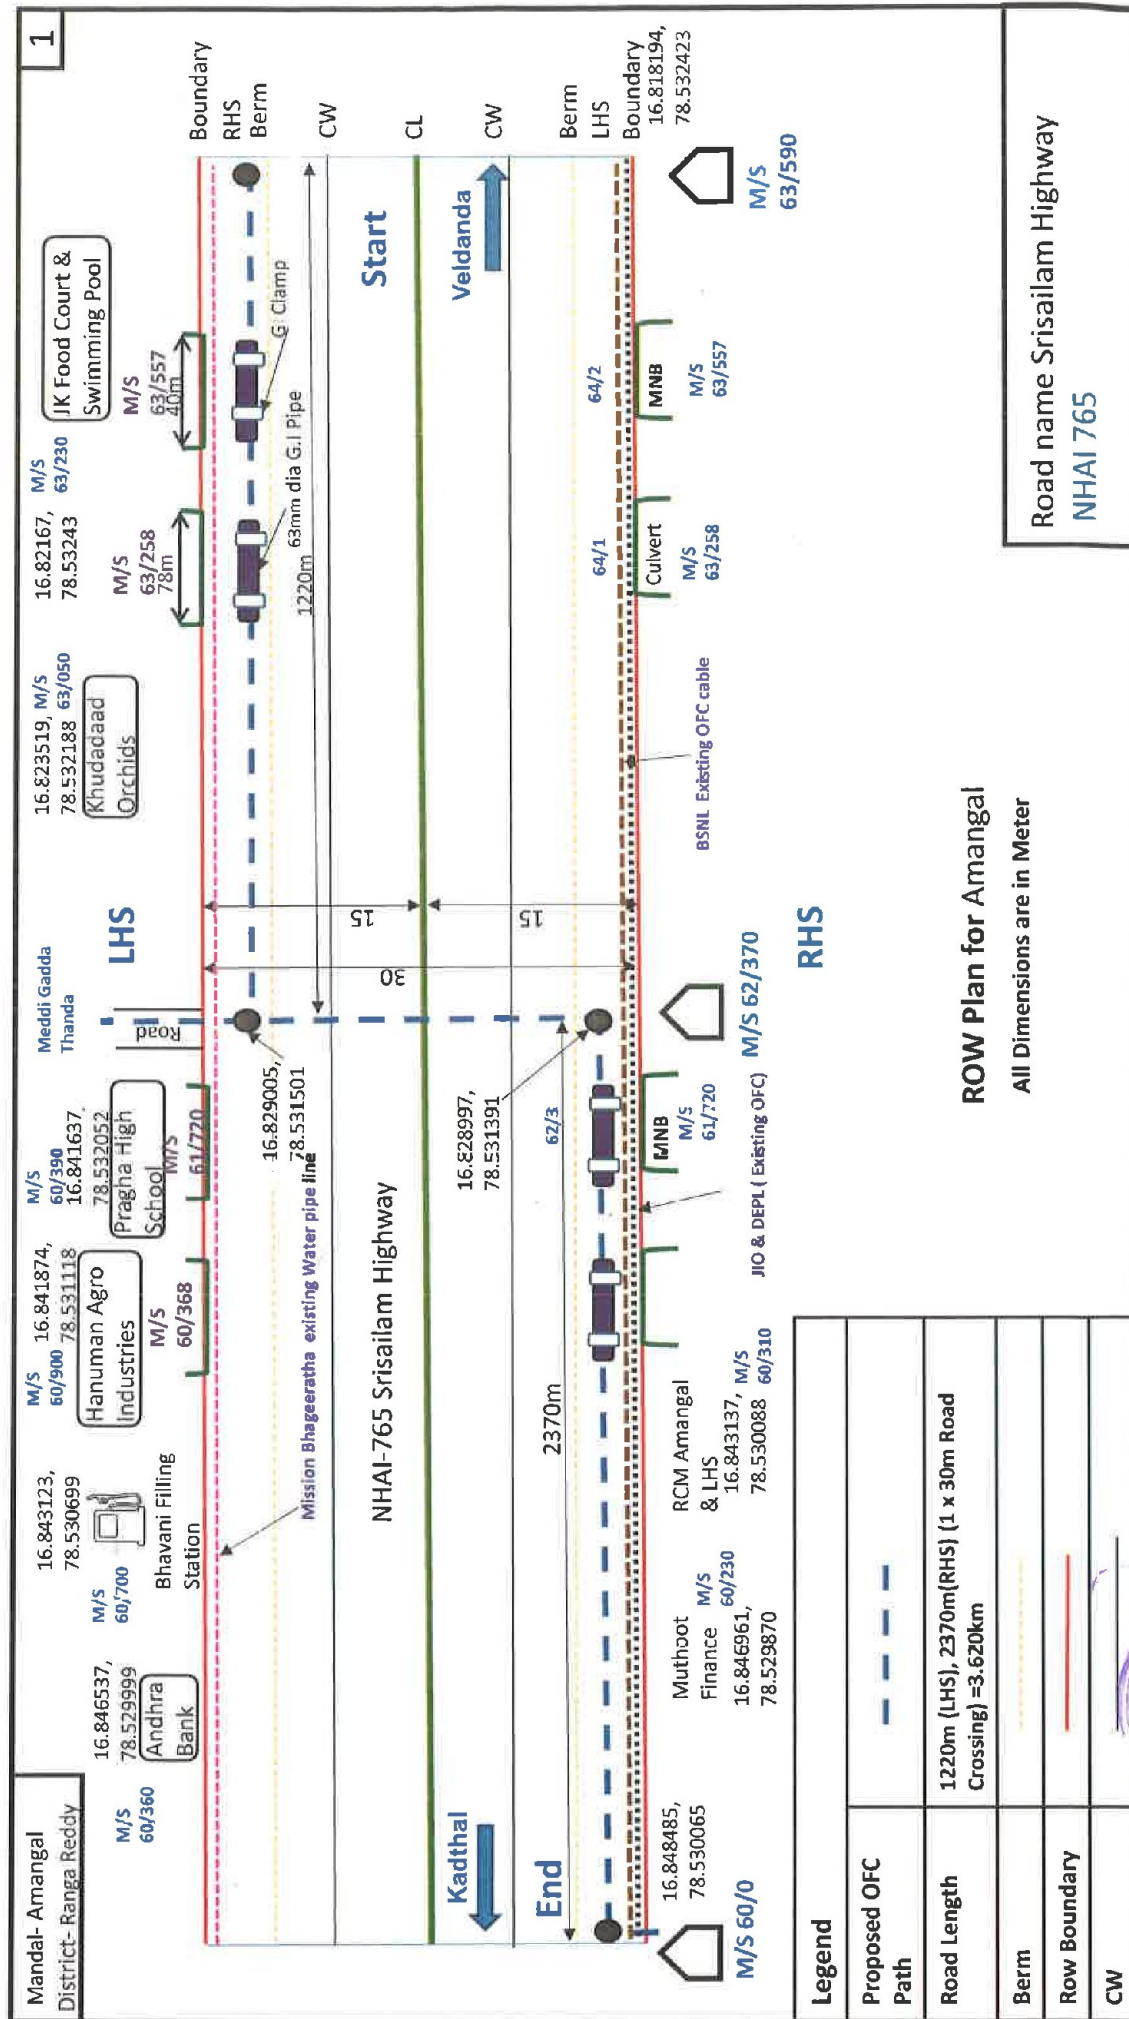 1
Mandal- Amangal
District- Ranga Reddy
M/S
60/360
16.846537,
78.529999
Andhra
Bank
16.843123,
78.530699
M/S
60/700
Bhavani Filling
Station
M/S
60/900
16.841874,
78.531118
Hanuman Agro
Industries
M/S
60/368
M/S
60/390
16.841637,
78.532052
Pragha High
School
M/S
61/720
Meddi Gadda
Thanda
Road
LHS
16.823519,
78.532188
M/S
63/050
Khudadaad
Orchids
16.82167,
78.53243
M/S
63/230
M/S
63/258
78m
JK Food Court &
Swimming Pool
M/S
63/557
40m
Boundary
RHS
Berm
CW
CL
CW
Berm
LHS
Boundary
16.818194,
78.532423
G.I Clamp
63mm dia G.I Pipe
1220m
16.829005,
78.531501
Mission Bhageeratha existing Water pipe line
NHAI-765 Srisailam Highway
Start
Veldanda
15
15
30
16.828997,
78.531391
Kadthal
End
2370m
62/3
64/1
64/2
M/S 60/0
16.848485,
78.530065
Muthoot
Finance
M/S
60/230
16.846961,
78.529870
RCM Amangal
& LHS
16.843137,
78.530088
M/S
60/310
MNB
M/S
61/720
JIO & DEPL ( Existing OFC)
M/S 62/370
RHS
BSNL Existing OFC cable
Culvert
M/S
63/258
MNB
M/S
63/557
M/S
63/590
ROW Plan for Amangal
All Dimensions are in Meter
Road name Srisailam Highway
NHAI 765
Legend
Proposed OFC
Path
Road Length
1220m (LHS), 2370m(RHS) (1 x 30m Road
Crossing) =3.620km
Berm
Row Boundary
CW